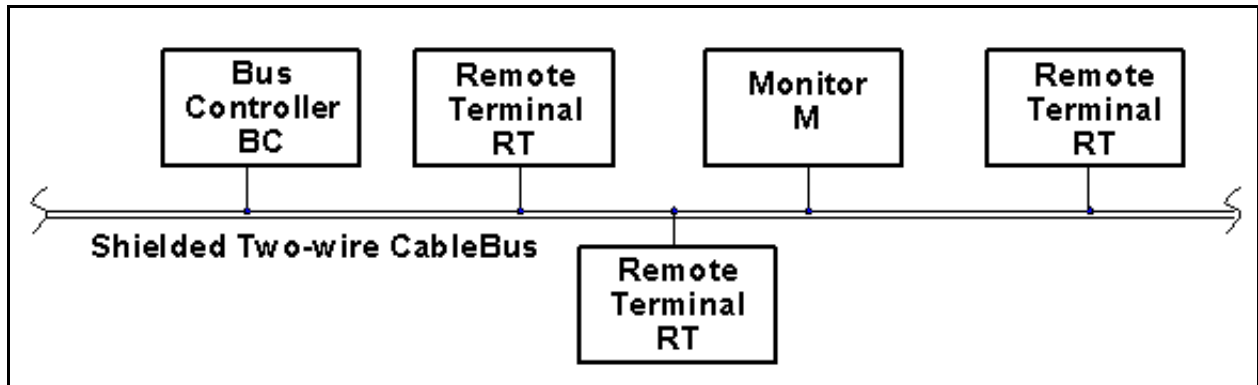 Bus
Controller
BC
Remote
Terminal
RT
Monitor
M
Remote
Terminal
RT
Shielded Two-wire CableBus
Remote
Terminal
RT